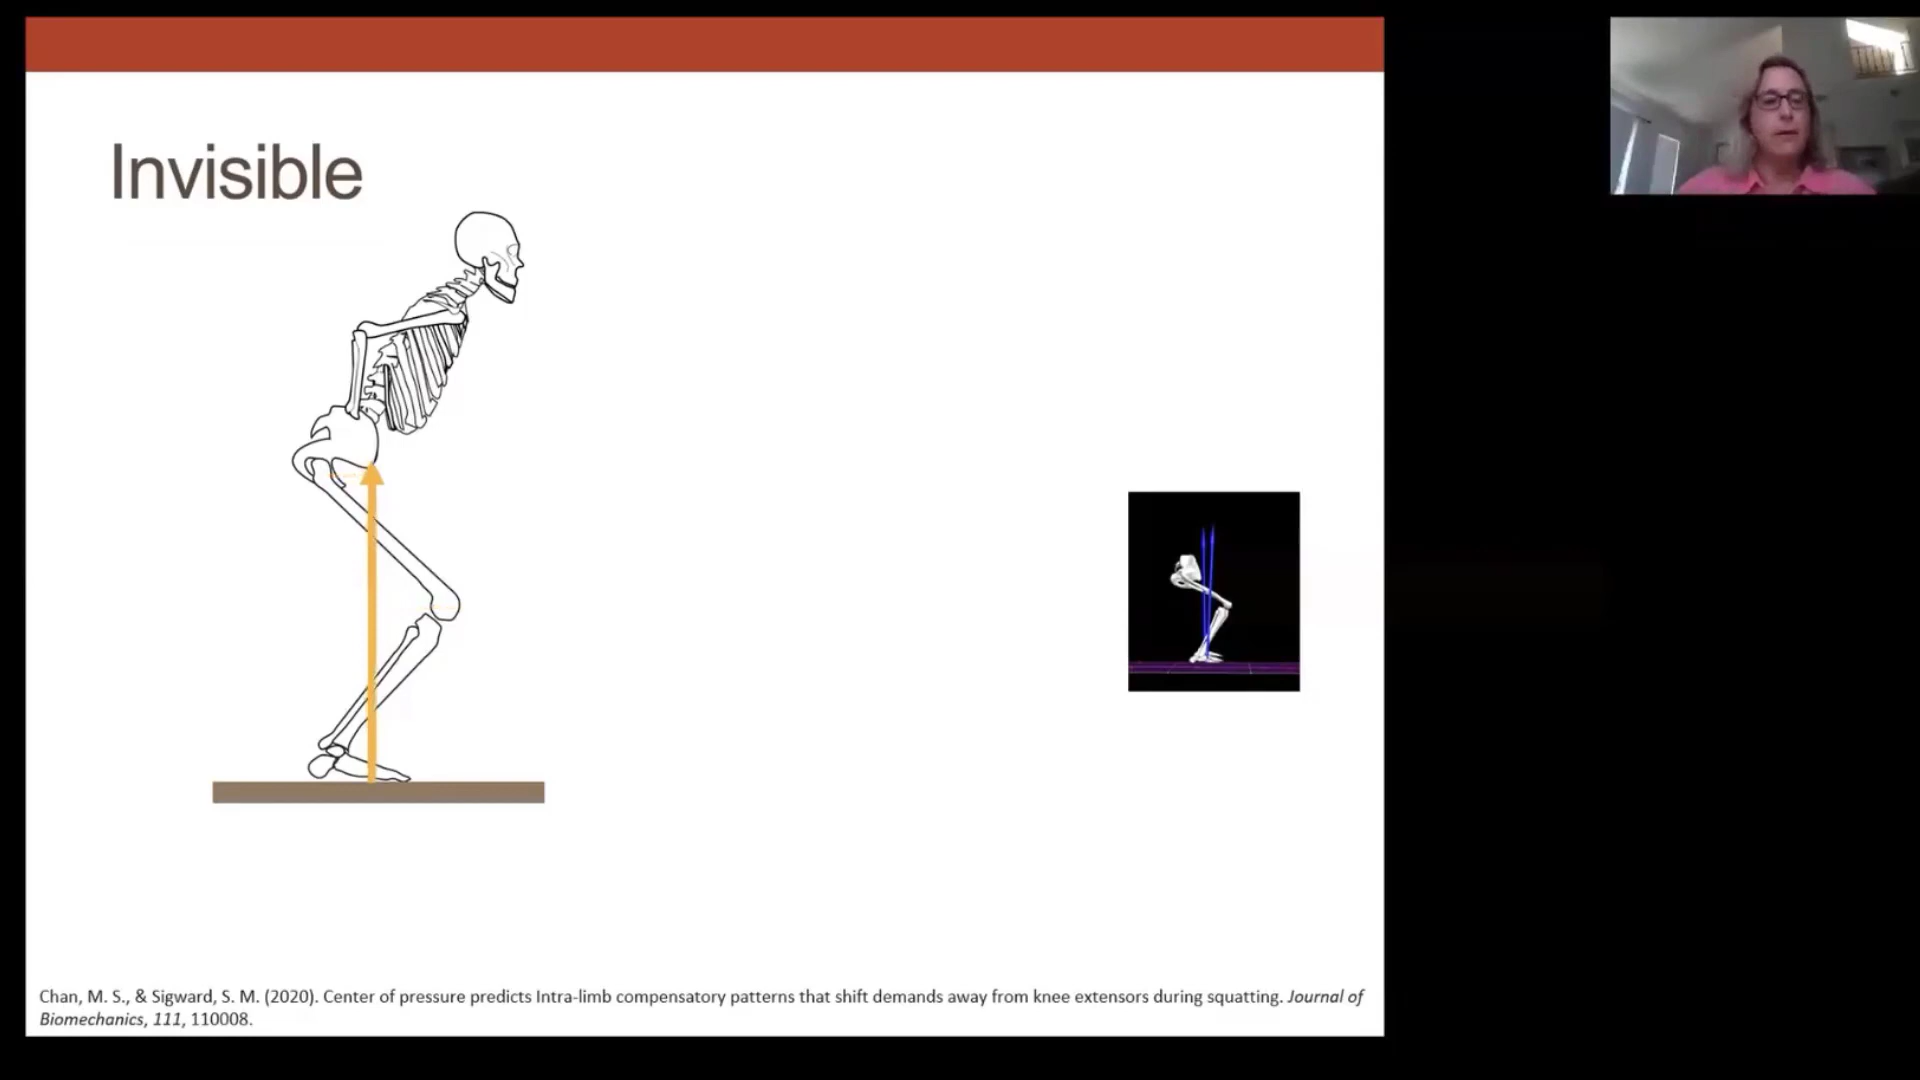 Invisible
Chan, M. S., & Sigward, S. M. (2020). Center of pressure predicts Intra-limb compensatory patterns that shift demands away from knee extensors during squatting. Journal of
Biomechanics, 111, 110008.